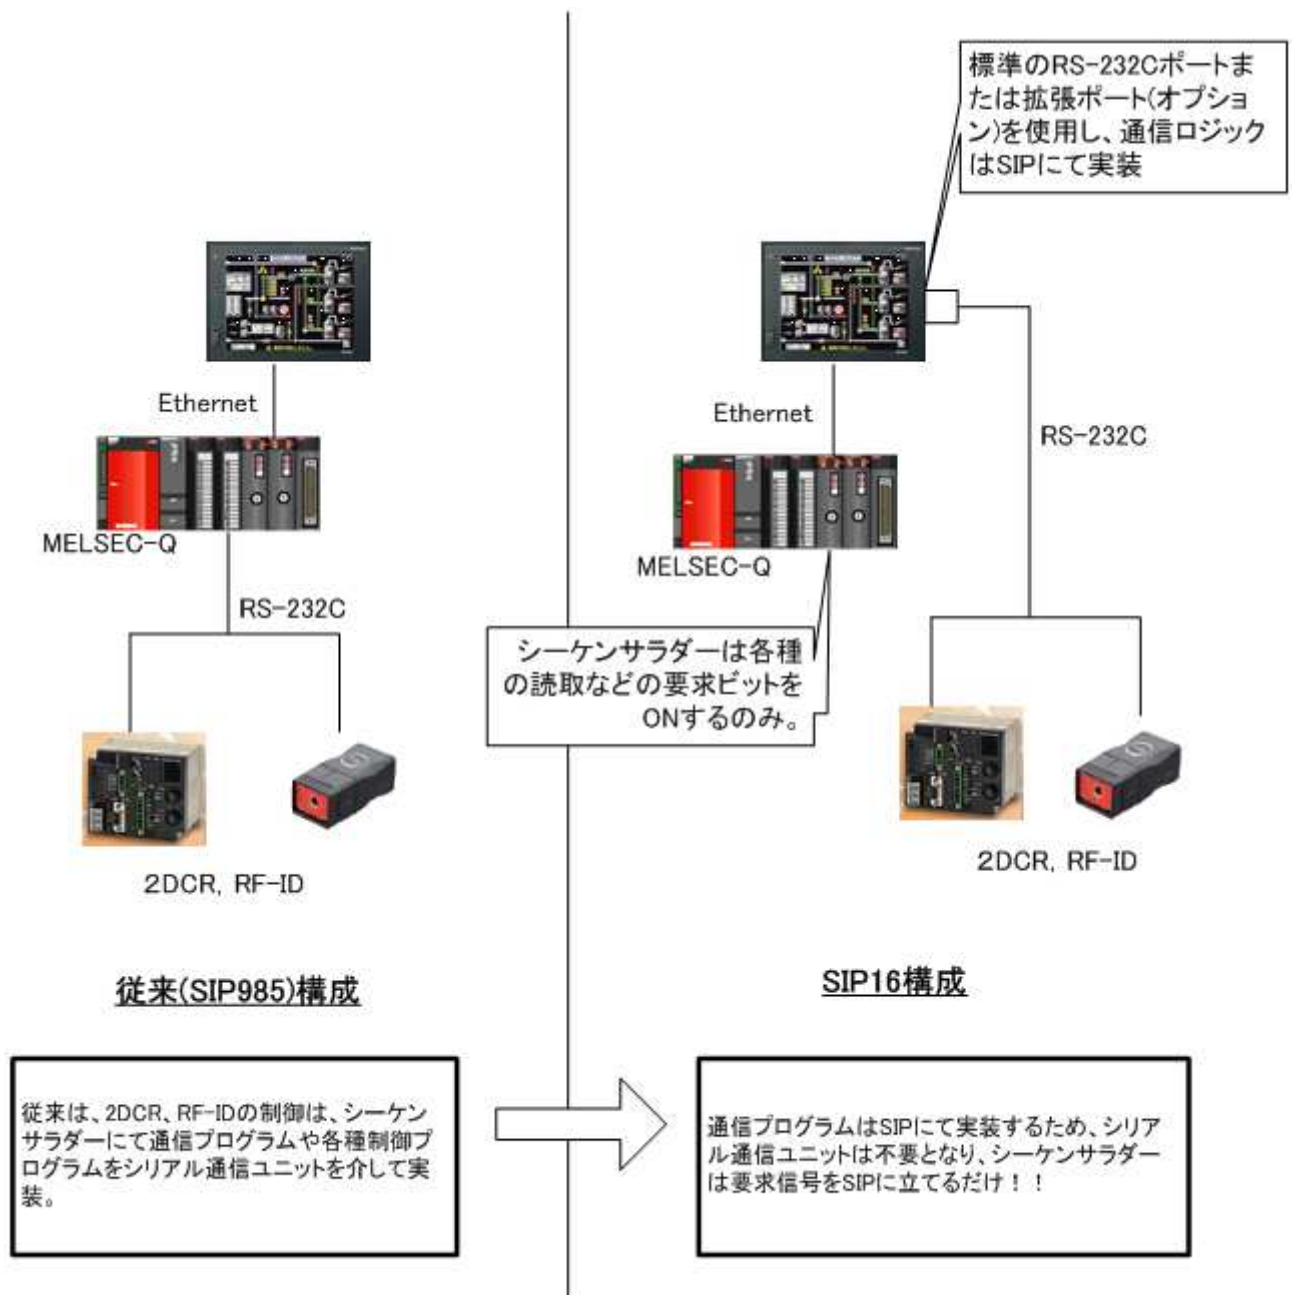 標準のRS-232Cポートま
たは拡張ポート(オプショ
ン)を使用し、通信ロジック
はSIPにて実装
Ethernet
MELSEC-Q
RS-232C
2DCR, RF-ID
従来(SIP985)構成
従来は、2DCR、RF-IDの制御は、シーケン
サラダーにて通信プログラムや各種制御プ
ログラムをシリアル通信ユニットを介して実
装。
Ethernet
RS-232C
MELSEC-Q
シーケンサラダーは各種
の読取などの要求ビットを
ONするのみ。
2DCR, RF-ID
SIP16構成
通信プログラムはSIPにて実装するため、シリア
ル通信ユニットは不要となり、シーケンサラダー
は要求信号をSIPに立てるだけ！！